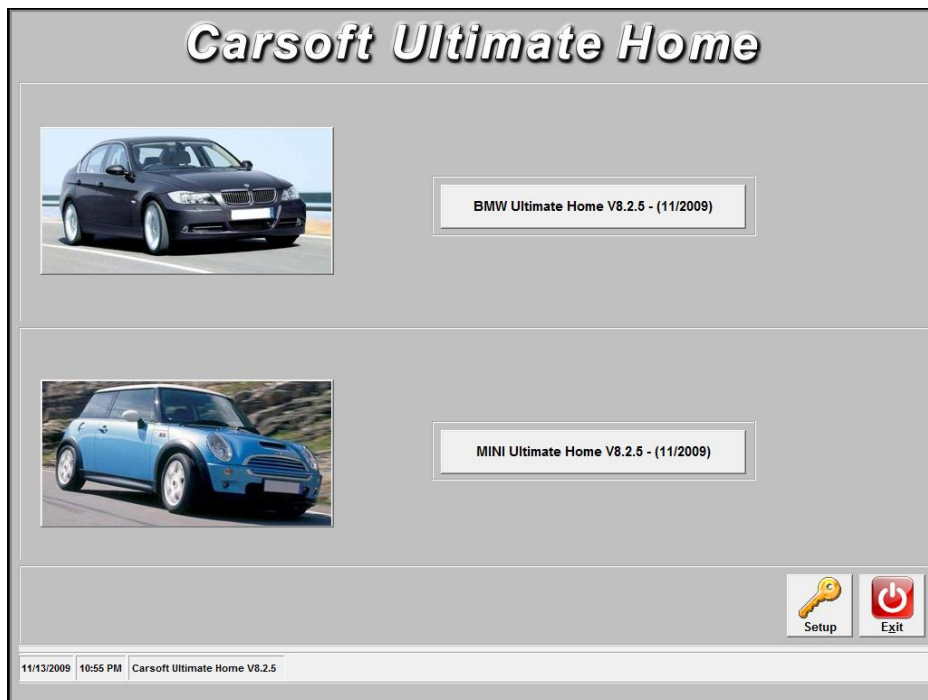 Carsoft Ultimate Home
BMW Ultimate Home V8.2.5 - (11/2009)
MINI Ultimate Home V8.2.5 - (11/2009)
Setup
Exit
11/13/2009
10:55 PM
Carsoft Ultimate Home V8.2.5